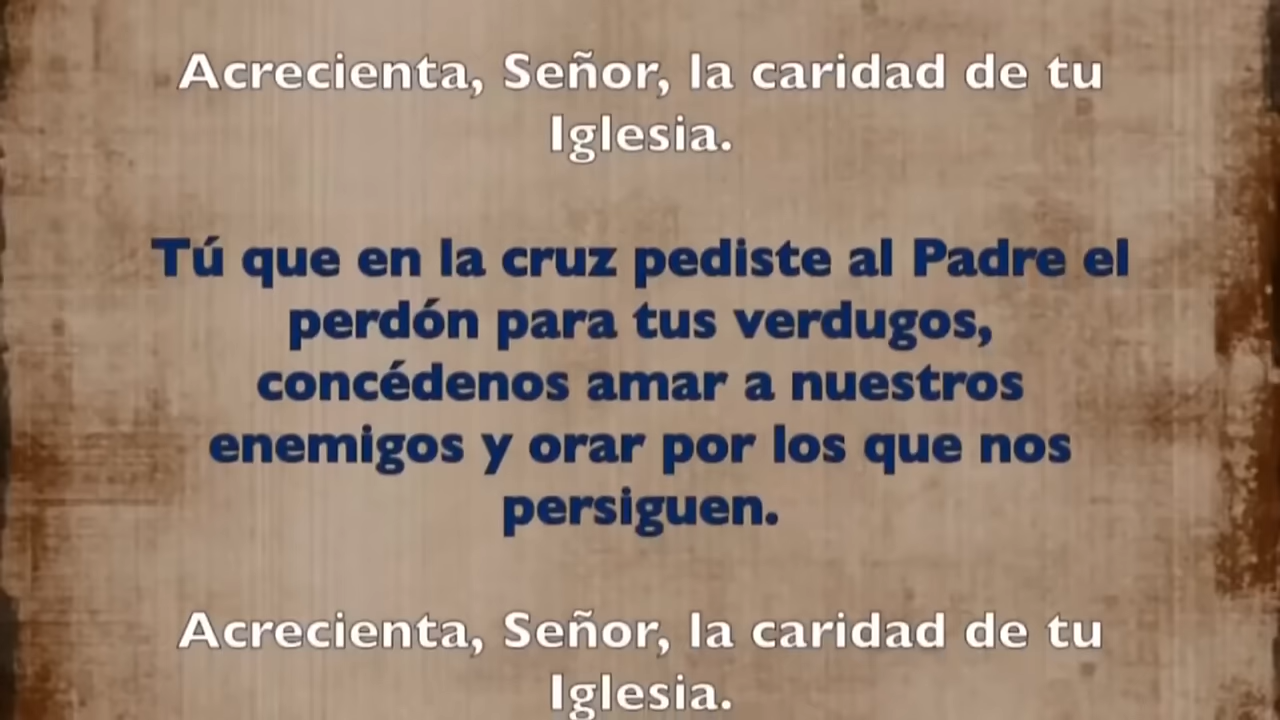 Acrecienta, Señor, la caridad de tu
Iglesia.
Tú que en la cruz pediste al Padre el
perdón para tus verdugos,
concédenos amar a nuestros
enemigos y orar por los que nos
persiguen.
Acrecienta, Señor, la caridad de tu
Iglesia.